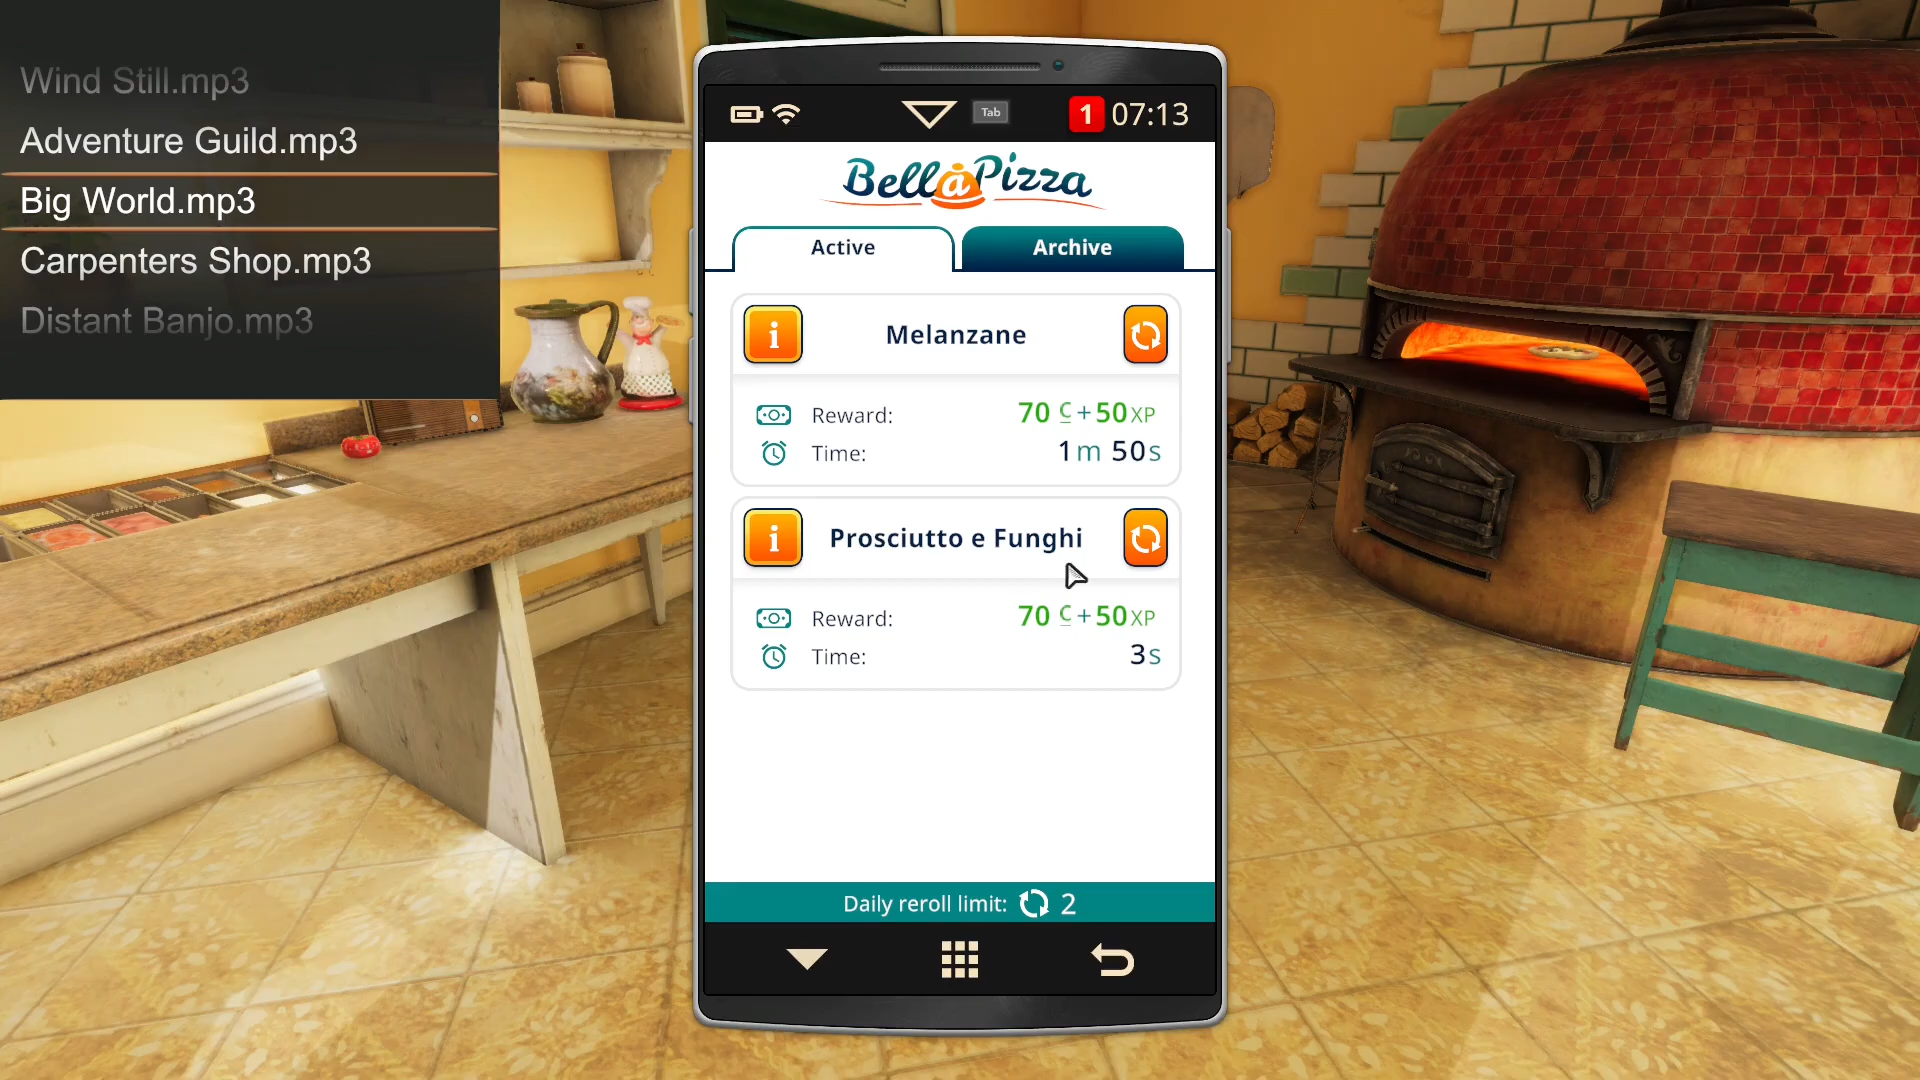 Wind Still.mp3
Adventure Guild.mp3
Big World.mp3
Carpenters Shop.mp3
Distant Banjo.mp3
Tab
1 07:13
Bella Pizza
Active
Archive
i Melanzane
Reward: 70 C + 50 XP
Time: 1m 50s
i Prosciutto e Funghi
Reward: 70 C + 50 XP
Time: 3s
Daily reroll limit: 2